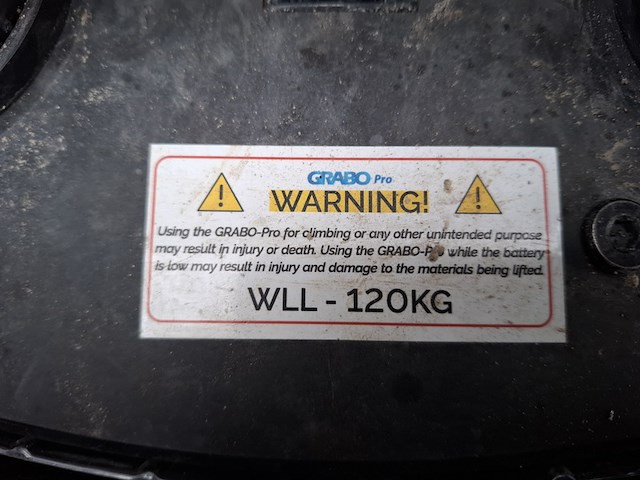 GRABO Pro
WARNING!
Using the GRABO-Pro for climbing or any other unintended purpose
may result in injury or death. Using the GRABO-Pro while the battery
is low may result in injury and damage to the materials being lifted.
WLL - 120KG